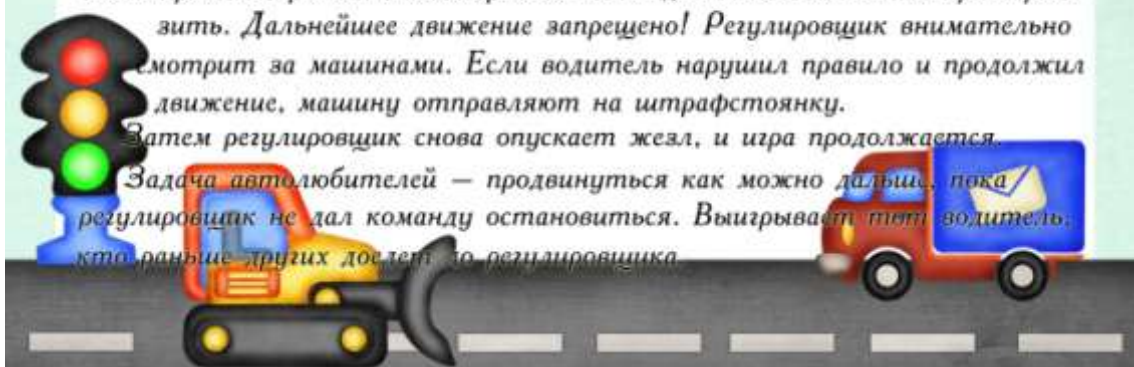 зить. Дальнейшее движение запрещено! Регулировщик внимательно
смотрит за машинами. Если водитель нарушил правило и продолжил
движение, машину отправляют на штрафстоянку.
Затем регулировщик снова опускает жезл, и игра продолжается.
Задача автолюбителей – продвинуться как можно дальше, пока
регулировщик не дал команду остановиться. Выигрывает тот водитель,
кто раньше других доедет до регулировщика